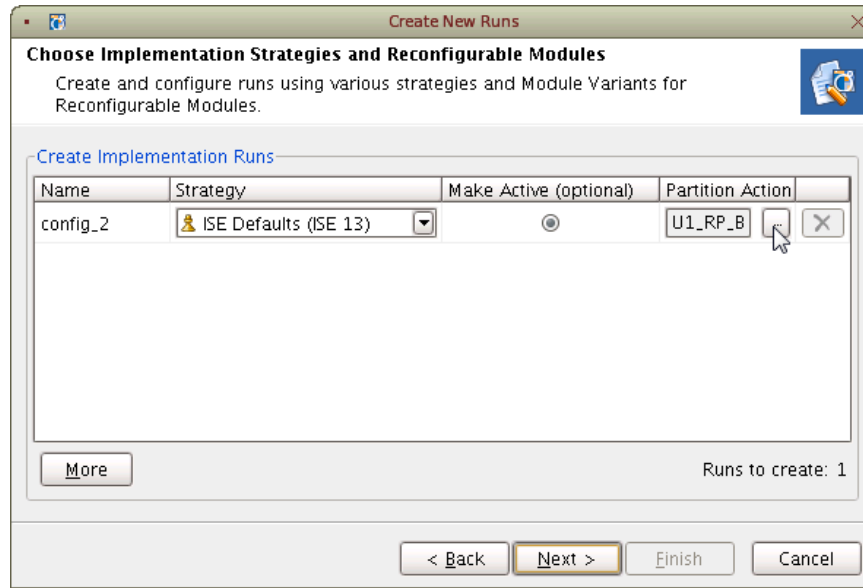 Create New Runs
Choose Implementation Strategies and Reconfigurable Modules
Create and configure runs using various strategies and Module Variants for
Reconfigurable Modules.
Create Implementation Runs
Name Strategy Make Active (optional) Partition Action
config_2 ISE Defaults (ISE 13) U1_RP_B ...
More Runs to create: 1
< Back Next > Finish Cancel